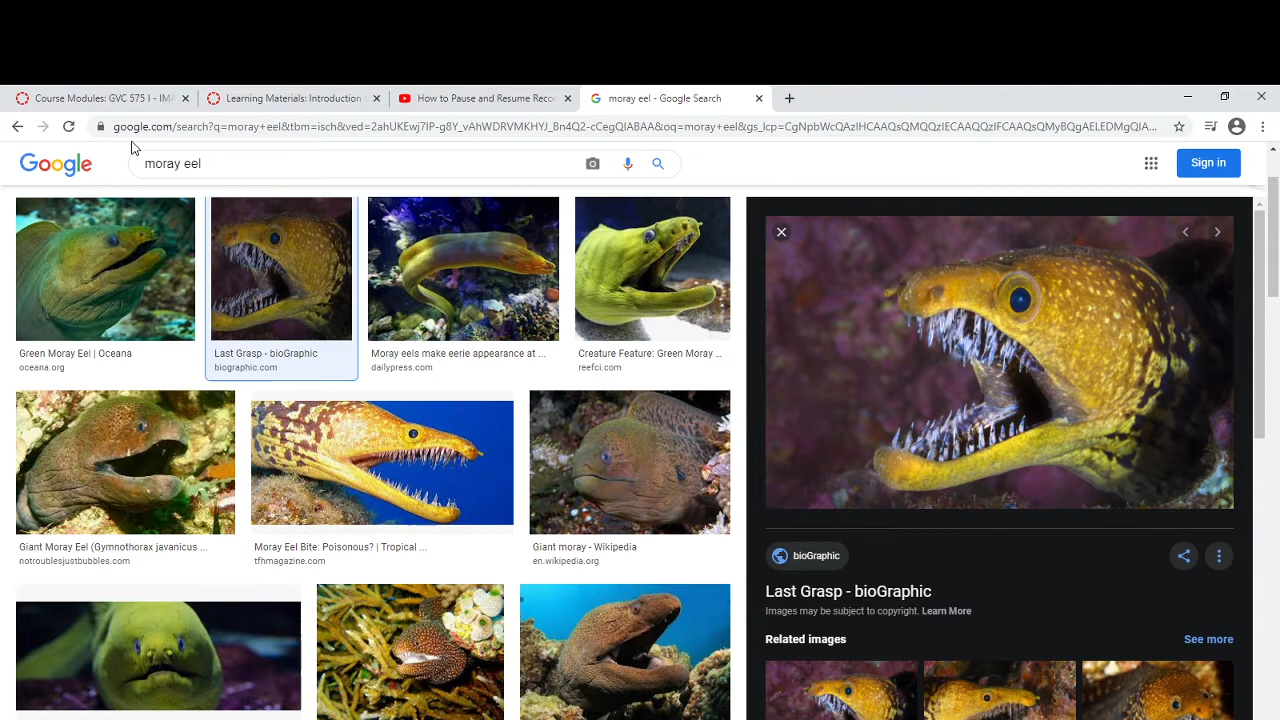 Course Modules: GVC 575 I - IMA
Learning Materials: Introduction
How to Pause and Resume Reco
moray eel - Google Search
google.com/search?q=moray+eel&tbm=isch&ved=2ahUKEwj7lP-g8Y_vAhWDRVMKHYJ_Bn4Q2-cCegQIABAA&oq=moray+eel&gs_lcp=CgNpbWcQAzIHCAAQsQMQQzIECAAQQzIFCAAQsQMyBQgAELEDMgQIA...
Google
moray eel
Sign in
Green Moray Eel | Oceana
oceana.org
Last Grasp - bioGraphic
biographic.com
Moray eels make eerie appearance at ...
dailypress.com
Creature Feature: Green Moray ...
reefci.com
Giant Moray Eel (Gymnothorax javanicus ...
notroublesjustbubbles.com
Moray Eel Bite: Poisonous? | Tropical ...
tfhmagazine.com
Giant moray - Wikipedia
en.wikipedia.org
bioGraphic
Last Grasp - bioGraphic
Images may be subject to copyright. Learn More
Related images
See more